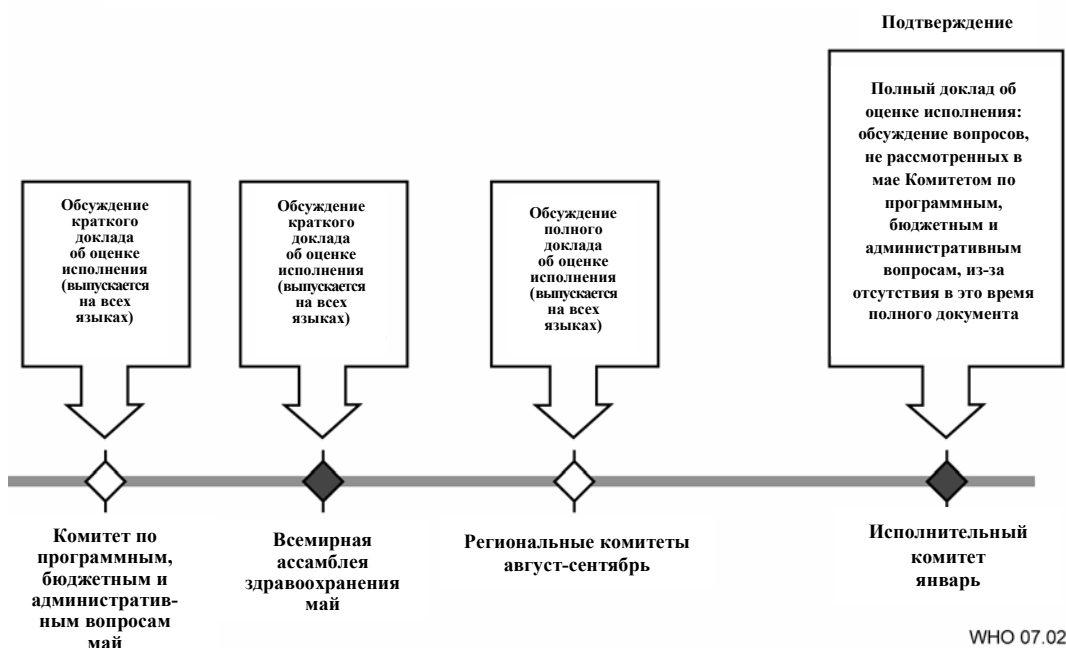 Подтверждение
Обсуждение
краткого
доклада
об оценке
исполнения
(выпускается
на всех
языках)
Обсуждение
краткого
доклада
об оценке
исполнения
(выпускается
на всех
языках)
Обсуждение
полного
доклада
об оценке
исполнения
(выпускается
на всех
языках)
Полный доклад об
оценке исполнения:
обсуждение вопросов,
не рассмотренных в
мае Комитетом по
программным,
бюджетным и
административным
вопросам, из-за
отсутствия в это время
полного документа
Комитет по
программным,
бюджетным и
административ-
ным вопросам
май
Всемирная
ассамблея
здравоохранения
май
Региональные комитеты
август-сентябрь
Исполнительный
комитет
январь
WHO 07.02